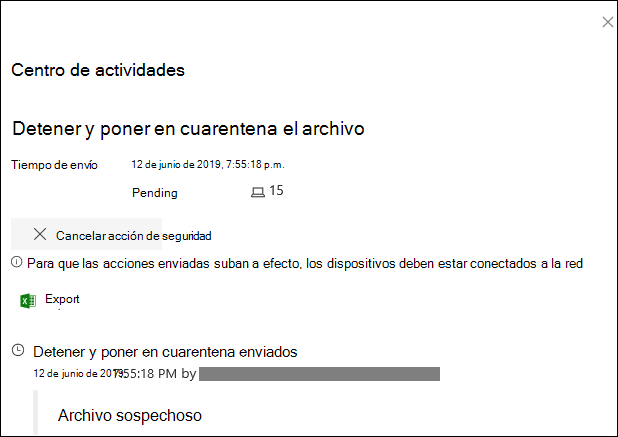 Centro de actividades
Detener y poner en cuarentena el archivo
Tiempo de envío 12 de junio de 2019, 7:55:18 p.m.
Pending 15
Cancelar acción de seguridad
Para que las acciones enviadas suban a efecto, los dispositivos deben estar conectados a la red
Export
Detener y poner en cuarentena enviados
12 de junio de 2019, 7:55:18 PM by
Archivo sospechoso